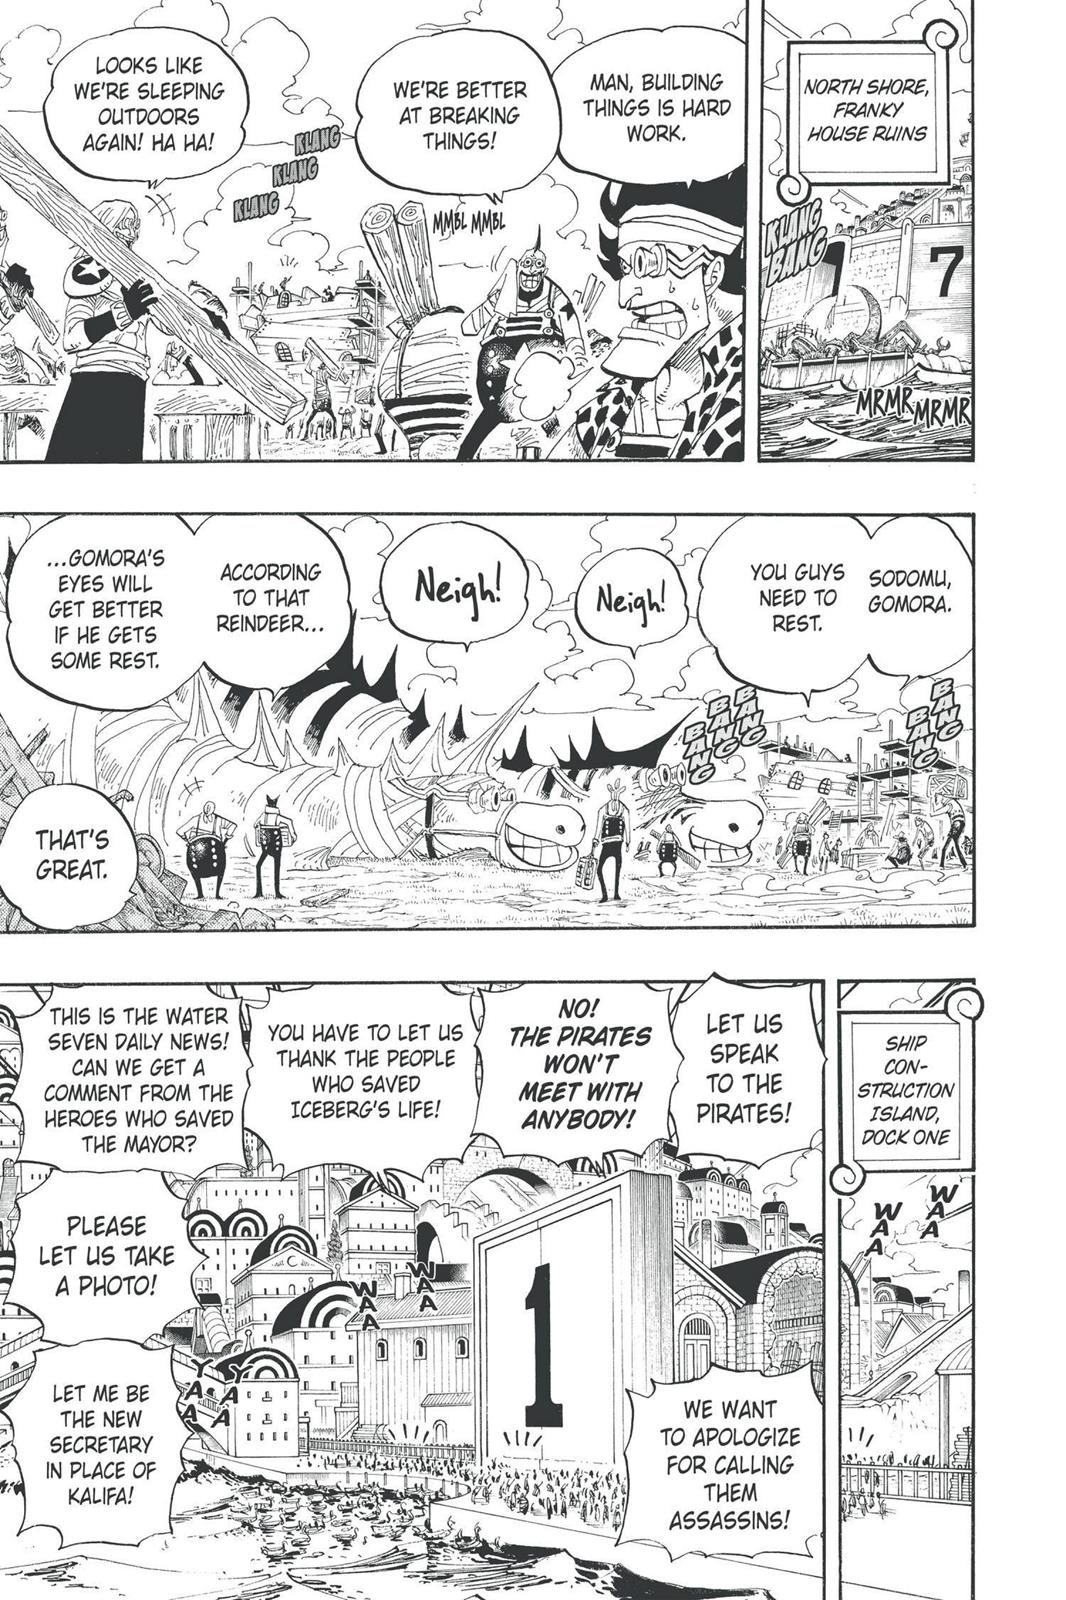 NORTH SHORE,
FRANKY
HOUSE RUINS
KLANG
BANG
7
MRMR
MRMR
MAN, BUILDING
THINGS IS HARD
WORK.
WE'RE BETTER
AT BREAKING
THINGS!
MMBL MMBL
LOOKS LIKE
WE'RE SLEEPING
OUTDOORS
AGAIN! HA HA!
KLANG
KLANG
KLANG
SODOMU,
GOMORA.
YOU GUYS
NEED TO
REST.
BANG
BANG
BANG
BANG
BANG
BANG
Neigh!
Neigh!
ACCORDING
TO THAT
REINDEER...
...GOMORA'S
EYES WILL
GET BETTER
IF HE GETS
SOME REST.
THAT'S
GREAT.
SHIP
CON-
STRUCTION
ISLAND,
DOCK ONE
WAA
WAA
LET US
SPEAK
TO THE
PIRATES!
NO!
THE PIRATES
WON'T
MEET WITH
ANYBODY!
YOU HAVE TO LET US
THANK THE PEOPLE
WHO SAVED
ICEBERG'S LIFE!
THIS IS THE WATER
SEVEN DAILY NEWS!
CAN WE GET A
COMMENT FROM THE
HEROES WHO SAVED
THE MAYOR?
PLEASE
LET US TAKE
A PHOTO!
WAA
WAA
1
YAA
YAA
WE WANT
TO APOLOGIZE
FOR CALLING
THEM
ASSASSINS!
LET ME BE
THE NEW
SECRETARY
IN PLACE OF
KALIFA!